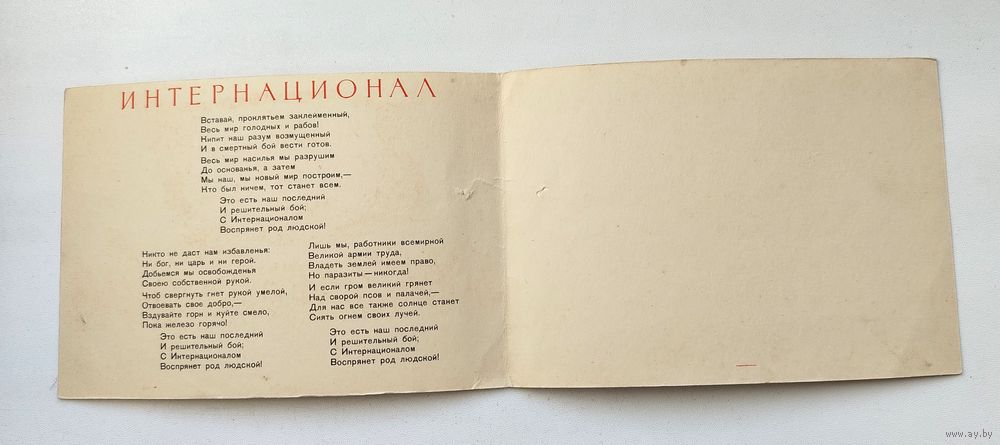 ИНТЕРНАЦИОНАЛ
Вставай, проклятьем заклейменный,
Весь мир голодных и рабов!
Кипит наш разум возмущенный
И в смертный бой вести готов.
Весь мир насилья мы разрушим
До основанья, а затем
Мы наш, мы новый мир построим,—
Кто был ничем, тот станет всем.
Это есть наш последний
И решительный бой;
С Интернационалом
Воспрянет род людской!
Никто не даст нам избавленья:
Ни бог, ни царь и ни герой.
Добьемся мы освобожденья
Своею собственной рукой.
Чтоб свергнуть гнет рукой умелой,
Отвоевать свое добро,—
Вздувайте горн и куйте смело,
Пока железо горячо!
Это есть наш последний
И решительный бой;
С Интернационалом
Воспрянет род людской!
Лишь мы, работники всемирной
Великой армии труда,
Владеть землей имеем право,
Но паразиты — никогда!
И если гром великий грянет
Над сворой псов и палачей,—
Для нас все также солнце станет
Сиять огнем своих лучей.
Это есть наш последний
И решительный бой;
С Интернационалом
Воспрянет род людской!
www.ay.by